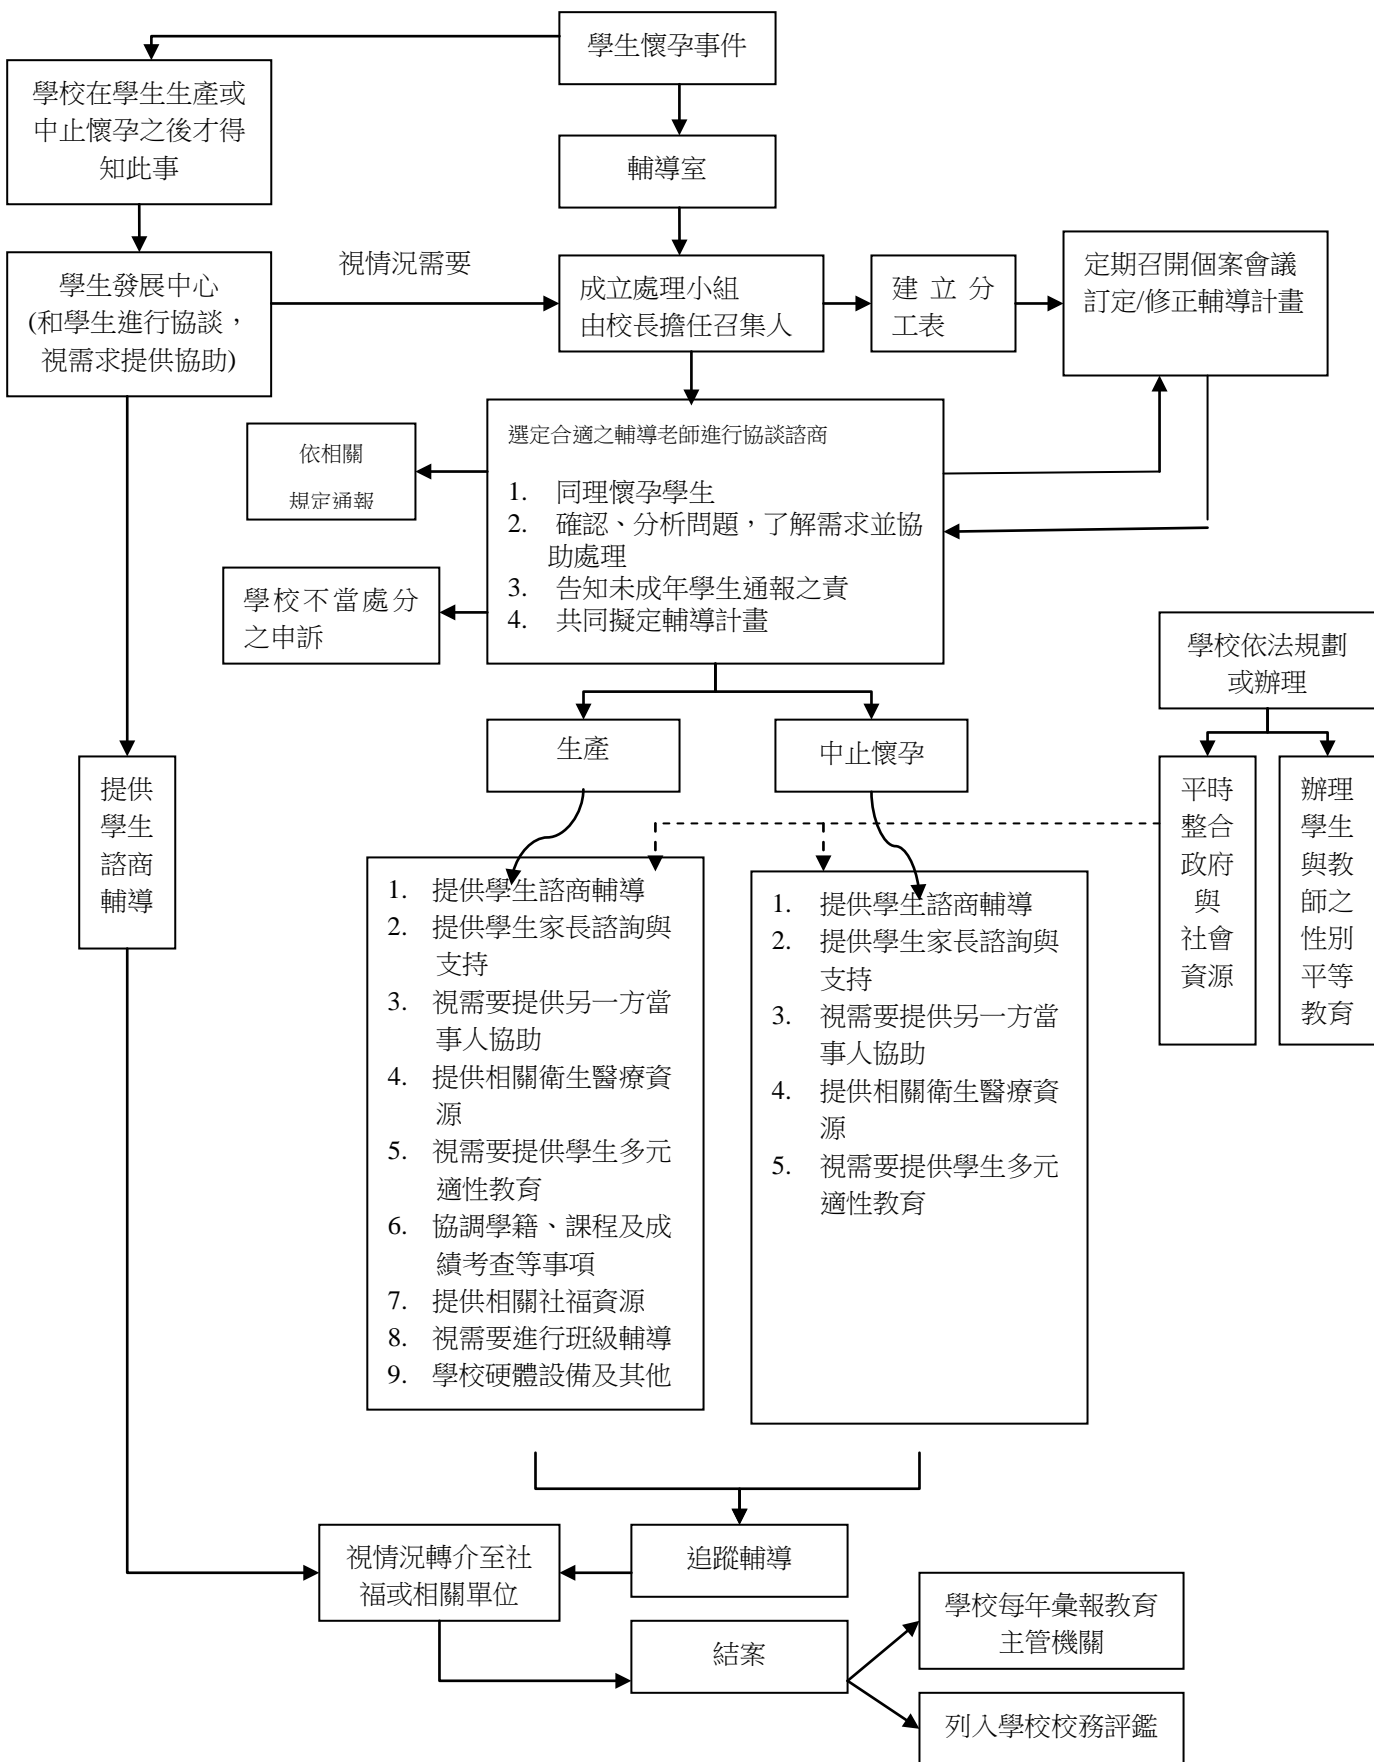 學生懷孕事件
學校在學生生產或
中止懷孕之後才得
知此事
輔導室
學生發展中心
(和學生進行協談，
視需求提供協助)
視情況需要
成立處理小組
由校長擔任召集人
建立分
工表
定期召開個案會議
訂定/修正輔導計畫
選定合適之輔導老師進行協談諮商
1. 同理懷孕學生
2. 確認、分析問題，了解需求並協
助處理
3. 告知未成年學生通報之責
4. 共同擬定輔導計畫
依相關
規定通報
學校不當處分
之申訴
學校依法規劃
或辦理
生產
中止懷孕
提供
學生
諮商
輔導
平時
整合
政府
與
社會
資源
辦理
學生
與教
師之
性別
平等
教育
1. 提供學生諮商輔導
2. 提供學生家長諮詢與
支持
3. 視需要提供另一方當
事人協助
4. 提供相關衛生醫療資
源
5. 視需要提供學生多元
適性教育
6. 協調學籍、課程及成
績考查等事項
7. 提供相關社福資源
8. 視需要進行班級輔導
9. 學校硬體設備及其他
1. 提供學生諮商輔導
2. 提供學生家長諮詢與
支持
3. 視需要提供另一方當
事人協助
4. 提供相關衛生醫療資
源
5. 視需要提供學生多元
適性教育
視情況轉介至社
福或相關單位
追蹤輔導
結案
學校每年彙報教育
主管機關
列入學校校務評鑑